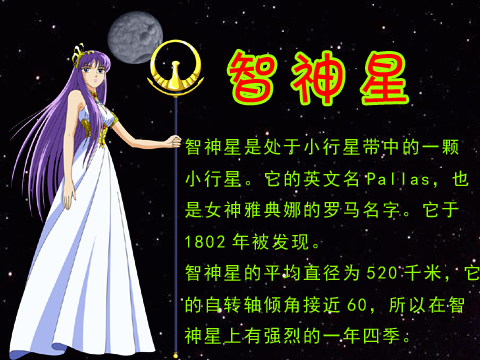 智神星
智神星是处于小行星带中的一颗
小行星。它的英文名Pallas，也
是女神雅典娜的罗马名字。它于
1802年被发现。
智神星的平均直径为520千米，它
的自转轴倾角接近60，所以在智
神星上有强烈的一年四季。